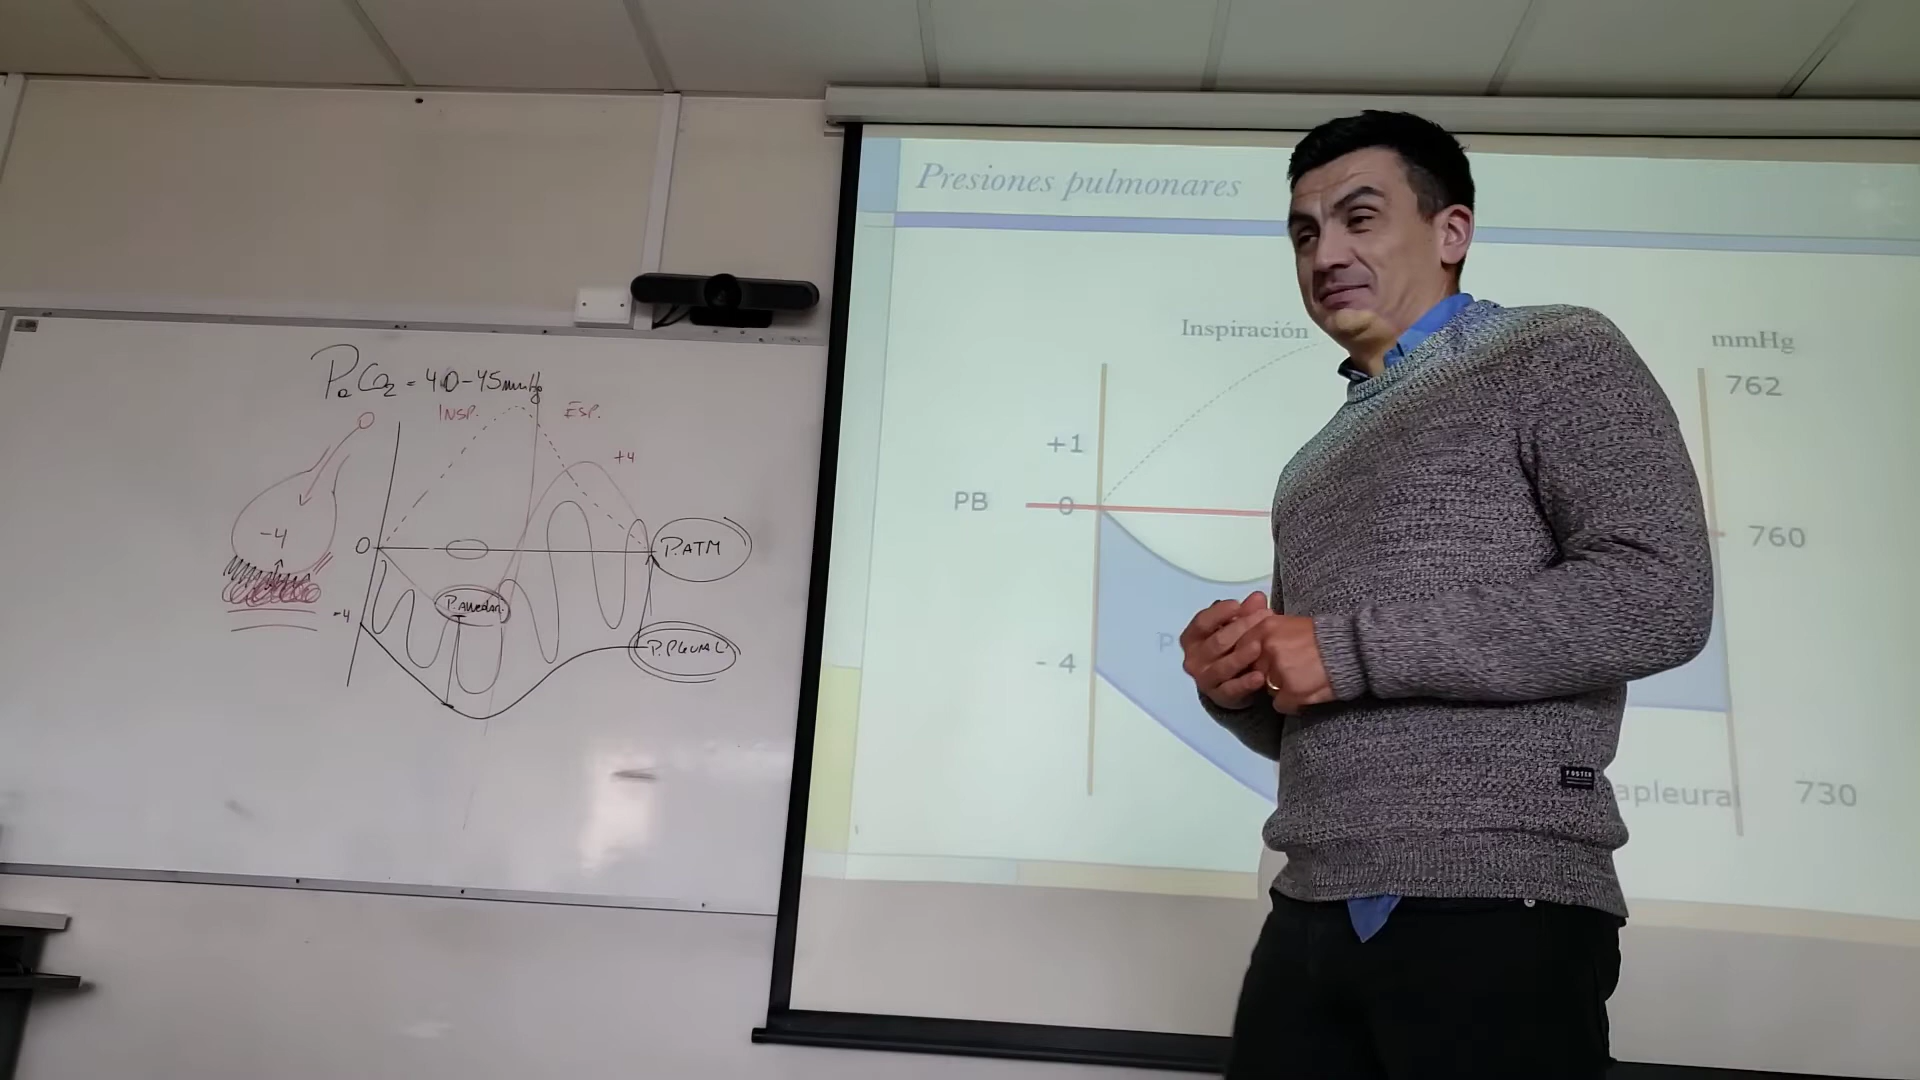 PaCO2 = 40-45mmHg
INSP. ESP.
+4
-4
0
P.ATM
P.Alveolar.
-4
P.PLEURAL
Presiones pulmonares
Inspiración
mmHg
762
+1
PB
0
760
- 4
apleural
730
FOSTER